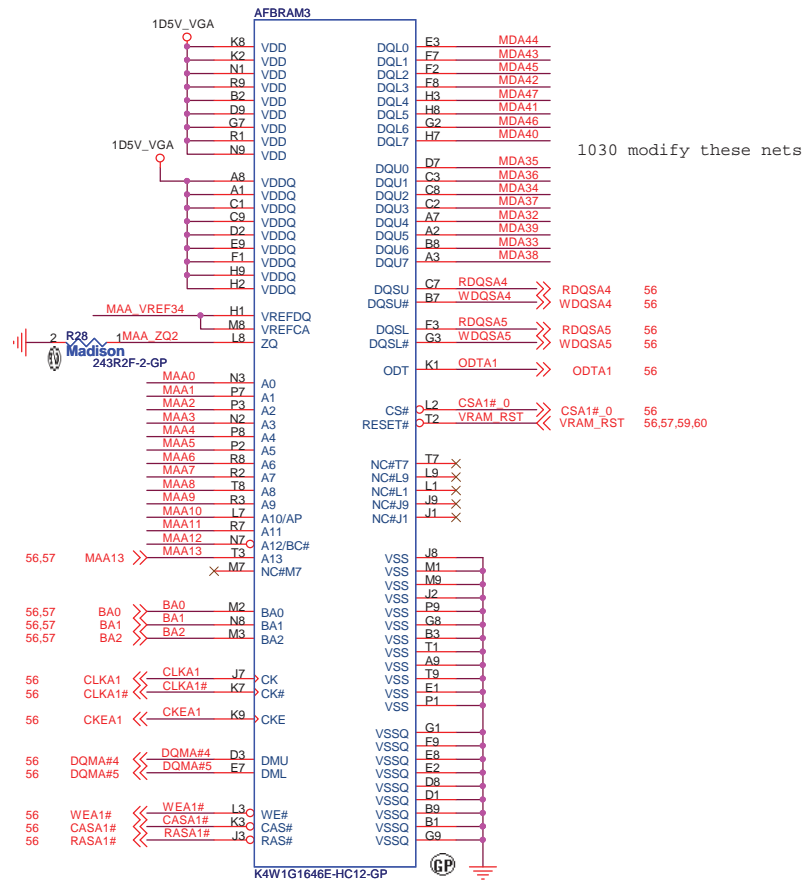 AFBRAM3
1D5V_VGA
K8 VDD DQL0 E3 MDA44
K2 VDD DQL1 F7 MDA43
N1 VDD DQL2 F2 MDA45
R9 VDD DQL3 F8 MDA42
B2 VDD DQL4 H3 MDA47
D9 VDD DQL5 H8 MDA41
G7 VDD DQL6 G2 MDA46
R1 VDD DQL7 H7 MDA40
N9 VDD
1D5V_VGA
1030 modify these nets
A8 VDDQ DQU0 D7 MDA35
A1 VDDQ DQU1 C3 MDA36
C1 VDDQ DQU2 C8 MDA34
C9 VDDQ DQU3 C2 MDA37
D2 VDDQ DQU4 A7 MDA32
E9 VDDQ DQU5 A2 MDA39
F1 VDDQ DQU6 B8 MDA33
H9 VDDQ DQU7 A3 MDA38
H2 VDDQ
DQSU C7 RDQSA4 RDQSA4 56
DQSU# B7 WDQSA4 WDQSA4 56
MAA_VREF34 H1 VREFDQ
M8 VREFCA
DQSL F3 RDQSA5 RDQSA5 56
DQSL# G3 WDQSA5 WDQSA5 56
2 R28 1 MAA_ZQ2 L8 ZQ
Madison
243R2F-2-GP
ODT K1 ODTA1 ODTA1 56
MAA0 N3 A0
MAA1 P7 A1
MAA2 P3 A2
MAA3 N2 A3
MAA4 P8 A4
MAA5 P2 A5
MAA6 R8 A6
MAA7 R2 A7
MAA8 T8 A8
MAA9 R3 A9
MAA10 L7 A10/AP
MAA11 R7 A11
MAA12 N7 A12/BC#
56,57 MAA13 MAA13 T3 A13
M7 NC#M7
CS# L2 CSA1#_0 CSA1#_0 56
RESET# T2 VRAM_RST VRAM_RST 56,57,59,60
NC#T7 T7
NC#L9 L9
NC#L1 L1
NC#J9 J9
NC#J1 J1
56,57 BA0 BA0 M2 BA0
56,57 BA1 BA1 N8 BA1
56,57 BA2 BA2 M3 BA2
56 CLKA1 CLKA1 J7 CK
56 CLKA1# CLKA1# K7 CK#
56 CKEA1 CKEA1 K9 CKE
56 DQMA#4 DQMA#4 D3 DMU
56 DQMA#5 DQMA#5 E7 DML
56 WEA1# WEA1# L3 WE#
56 CASA1# CASA1# K3 CAS#
56 RASA1# RASA1# J3 RAS#
VSS J8
VSS M1
VSS M9
VSS J2
VSS P9
VSS G8
VSS B3
VSS T1
VSS A9
VSS T9
VSS E1
VSS P1
VSSQ G1
VSSQ F9
VSSQ E8
VSSQ E2
VSSQ D8
VSSQ D1
VSSQ B9
VSSQ B1
VSSQ G9
GP
K4W1G1646E-HC12-GP